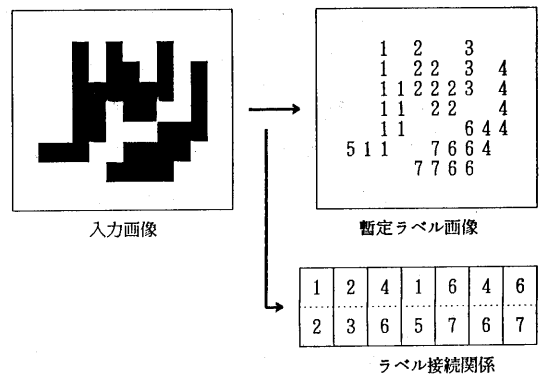 1 2 3
1 2 2 3 4
1 1 2 2 2 3 4
1 1 2 2 4
1 1 6 4 4
5 1 1 7 6 6 4
7 7 6 6
入力画像
暫定ラベル画像
1 2 4 1 6 4 6
2 3 6 5 7 6 7
ラベル接続関係